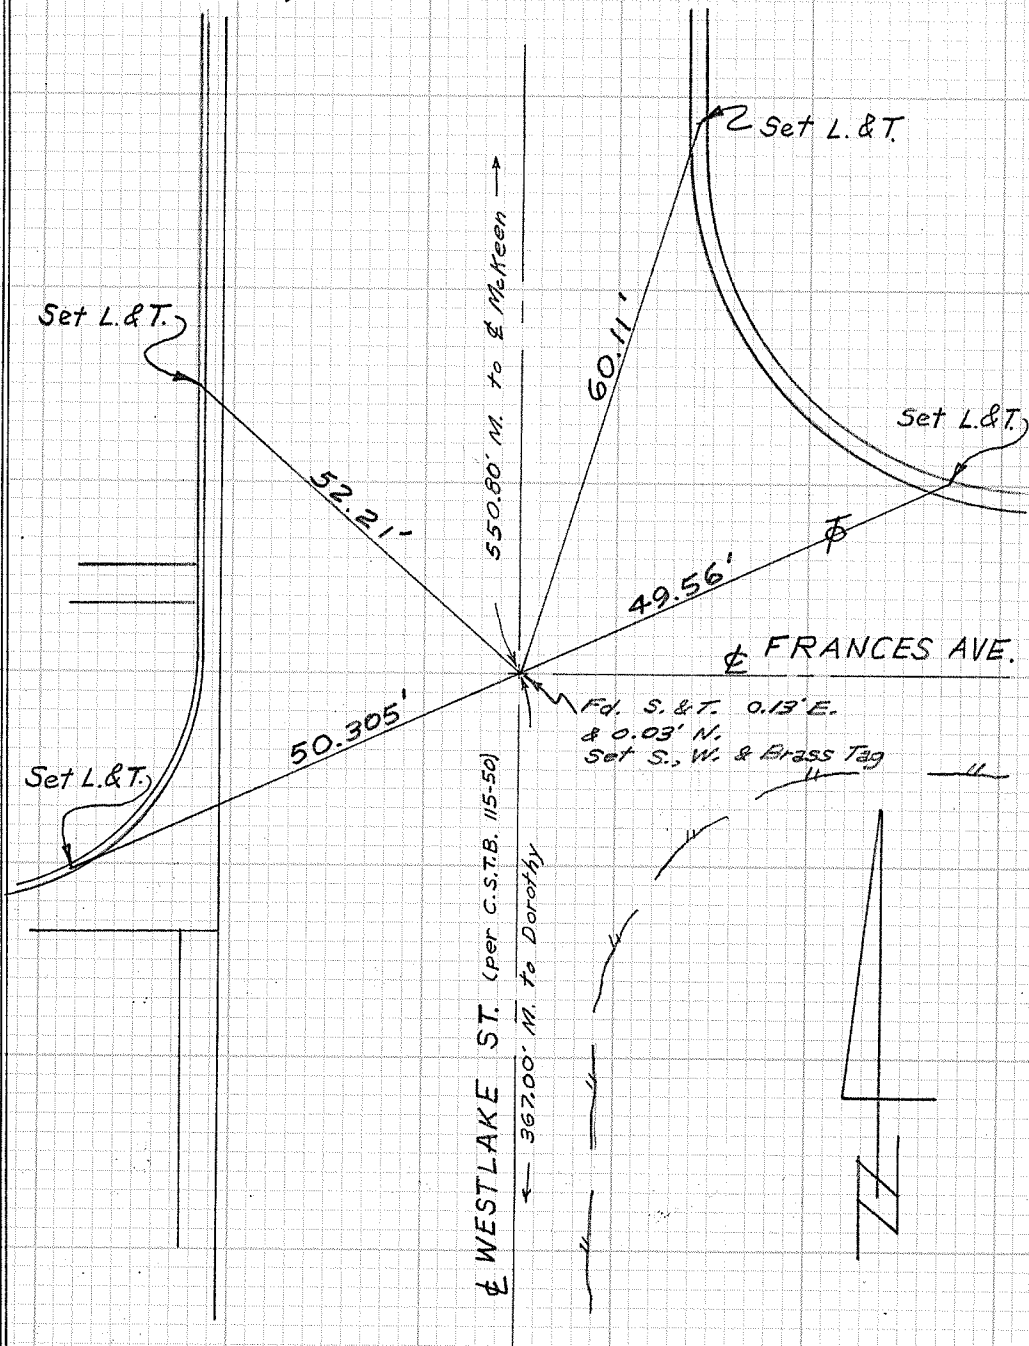 Set L.&T.
Set L.&T.
550.80' M. to ℄ McKeen →
60.11'
Set L.&T.
52.21'
49.56'
℄ FRANCES AVE.
Fd. S.&T. 0.13' E.
& 0.03' N.
Set S., W. & Brass Tag
50.305'
Set L.&T.
℄ WESTLAKE ST. (per C.S.T.B. 115-50)
← 367.00' M. to Dorothy